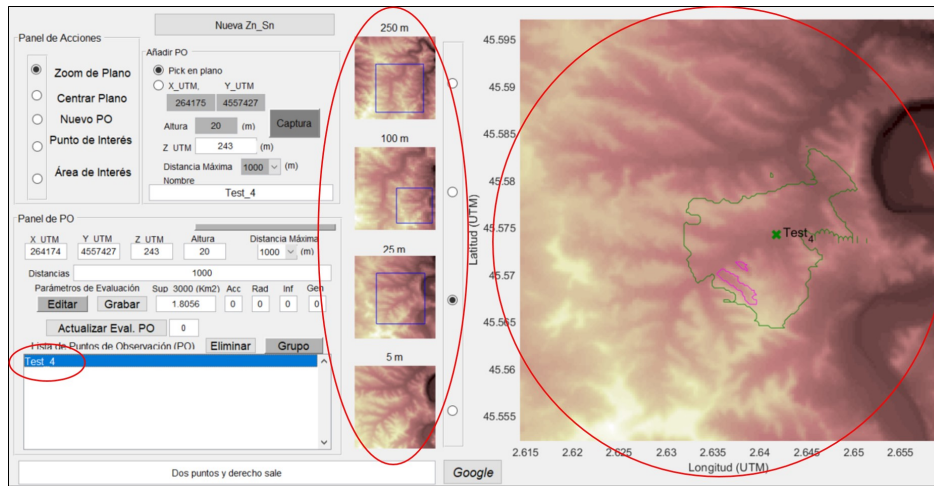 Nueva Zn_Sn
Panel de Acciones
Zoom de Plano
Centrar Plano
Nuevo PO
Punto de Interés
Área de Interés
Añadir PO
Pick en plano
X_UTM, Y_UTM
264175 4557427
Altura 20 (m) Captura
Z UTM 243 (m)
Distancia Máxima 1000 (m)
Nombre
Test_4
Panel de PO
X UTM Y UTM Z UTM Altura Distancia Máxima
264174 4557427 243 20 1000 (m)
Distancias 1000
Parámetros de Evaluación Sup 3000 (Km2) Acc Rad Inf Gen
Editar Grabar 1.8056 0 0 0 0
Actualizar Eval. PO 0
Lista de Puntos de Observación (PO) Eliminar Grupo
Test_4
Dos puntos y derecho sale
250 m
100 m
25 m
5 m
Google
Latitud (UTM)
45.595
45.59
45.585
45.58
45.575
45.57
45.565
45.56
45.555
Test4
2.615 2.62 2.625 2.63 2.635 2.64 2.645 2.65 2.655
Longitud (UTM)